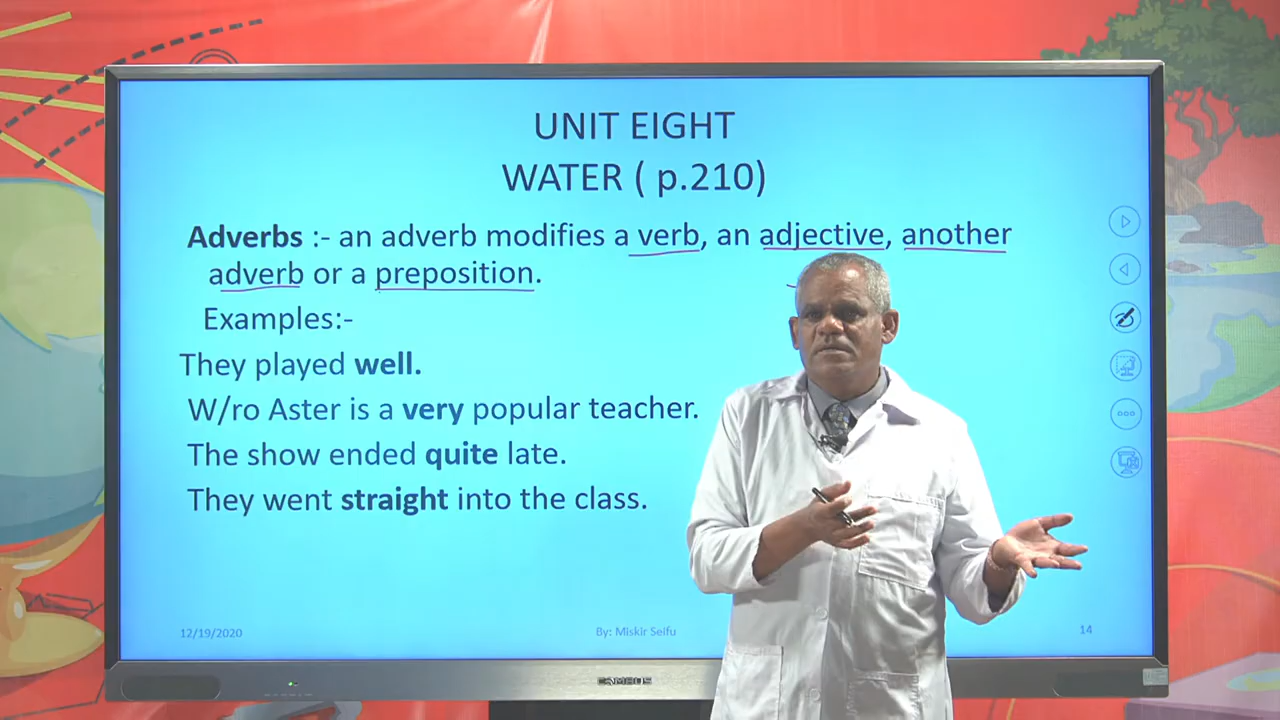 UNIT EIGHT
WATER ( p.210)
Adverbs :- an adverb modifies a verb, an adjective, another
adverb or a preposition.
Examples:-
They played well.
W/ro Aster is a very popular teacher.
The show ended quite late.
They went straight into the class.
12/19/2020
By: Miskir Seifu
14